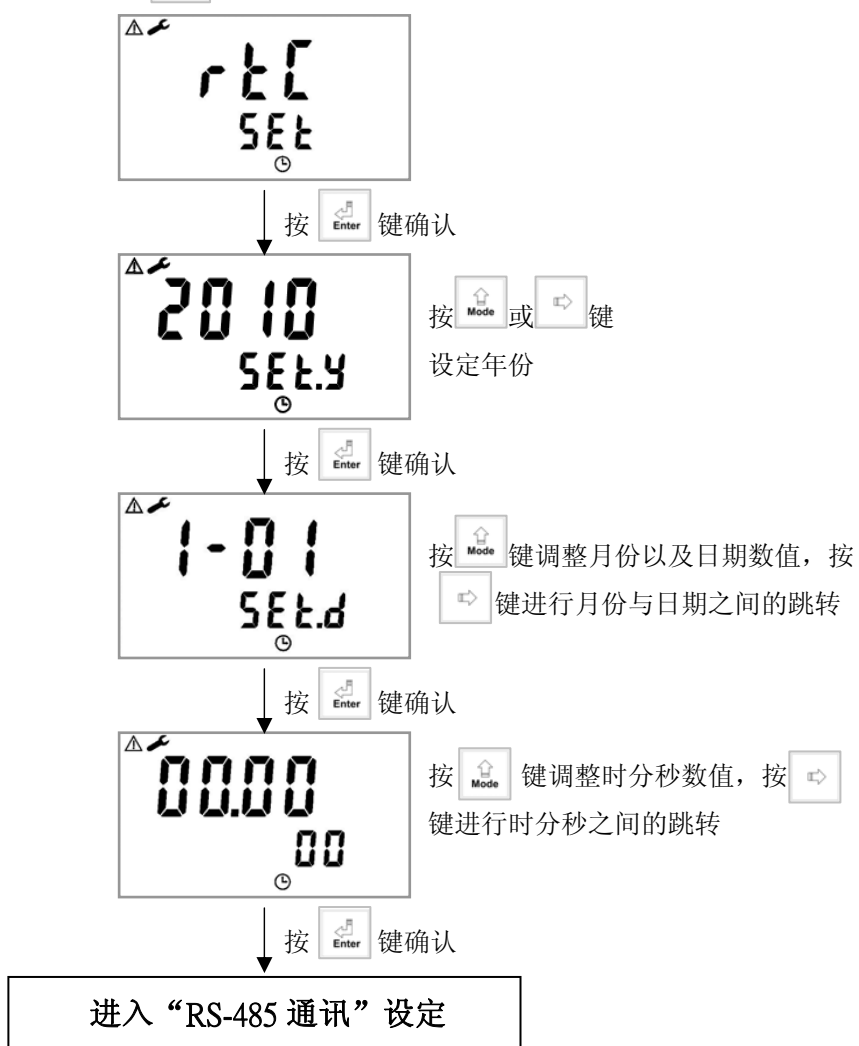 rtC
SEt
按 Enter 键确认
2010
SEt.y
按 Mode 或 键
设定年份
按 Enter 键确认
1-01
SEt.d
按 Mode 键调整月份以及日期数值，按
键进行月份与日期之间的跳转
按 Enter 键确认
00.00
00
按 Mode 键调整时分秒数值，按
键进行时分秒之间的跳转
按 Enter 键确认
进入“RS-485 通讯”设定